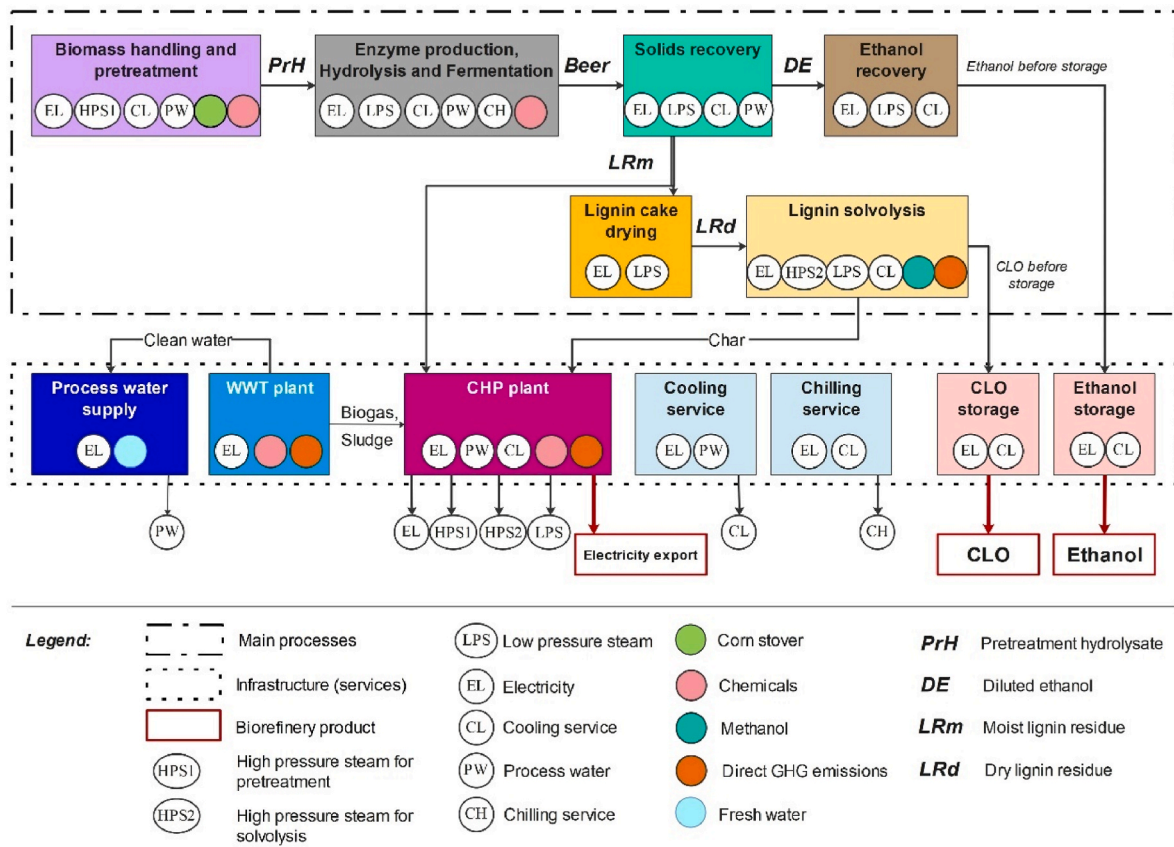 Biomass handling and
pretreatment
EL HPS1 CL PW
PrH
Enzyme production,
Hydrolysis and Fermentation
EL LPS CL PW CH
Beer
Solids recovery
EL LPS CL PW
DE
Ethanol
recovery
EL LPS CL
Ethanol before storage
LRm
Lignin cake
drying
EL LPS
LRd
Lignin solvolysis
EL HPS2 LPS CL
CLO before
storage
Clean water
Char
Process water
supply
EL
WWT plant
EL
Biogas,
Sludge
CHP plant
EL PW CL
Cooling
service
EL PW
Chilling
service
EL CL
CLO
storage
EL CL
Ethanol
storage
EL CL
PW
EL HPS1 HPS2 LPS
Electricity export
CL
CH
CLO
Ethanol
Legend:
Main processes
Infrastructure (services)
Biorefinery product
HPS1 High pressure steam for
pretreatment
HPS2 High pressure steam for
solvolysis
LPS Low pressure steam
EL Electricity
CL Cooling service
PW Process water
CH Chilling service
Corn stover
Chemicals
Methanol
Direct GHG emissions
Fresh water
PrH Pretreatment hydrolysate
DE Diluted ethanol
LRm Moist lignin residue
LRd Dry lignin residue